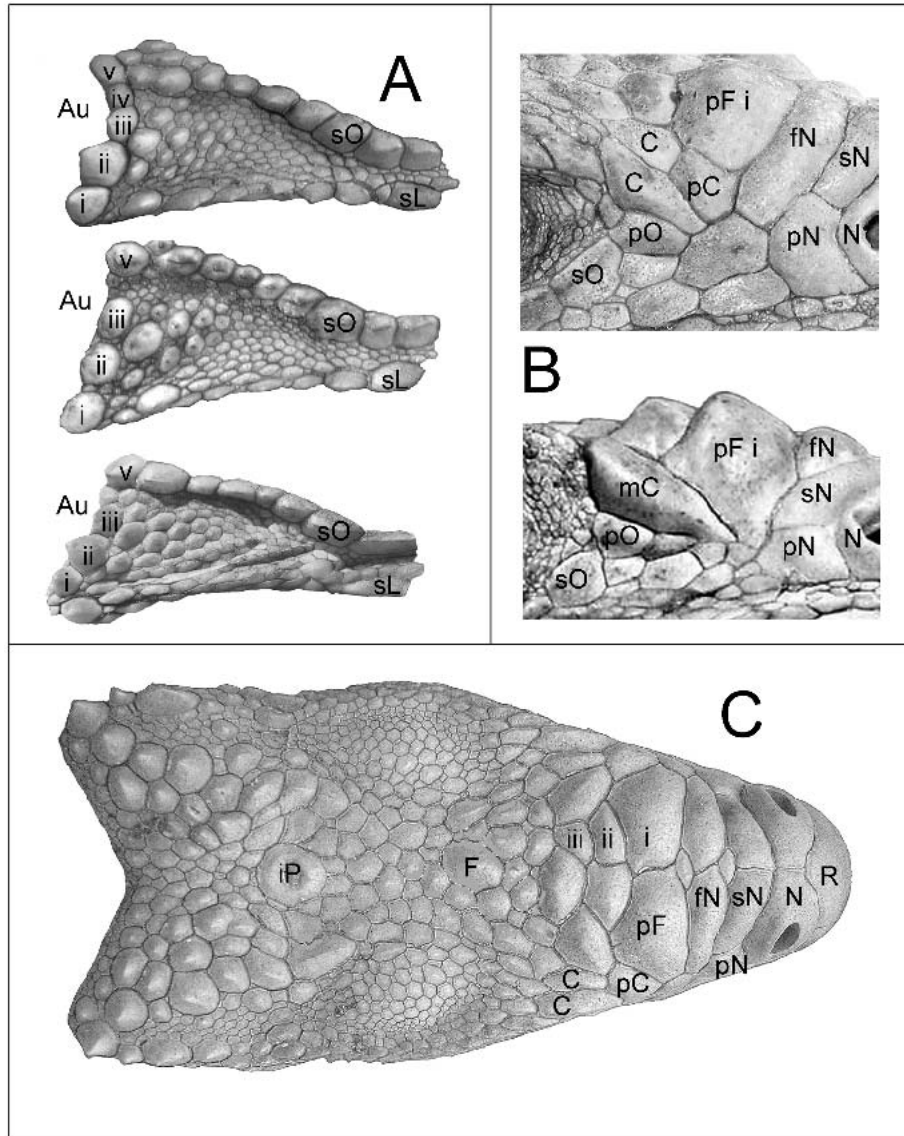 A
v
iv
Au
iii
ii
sO
i
sL
v
Au
iii
sO
ii
sL
i
v
Au
iii
sO
ii
i
sL
pF i
fN
C
sN
C
pC
pO
pN
N
sO
B
pF i
fN
mC
sN
pO
pN
N
sO
C
iii
ii
i
iP
F
R
fN
sN
N
pF
pN
C
pC
C